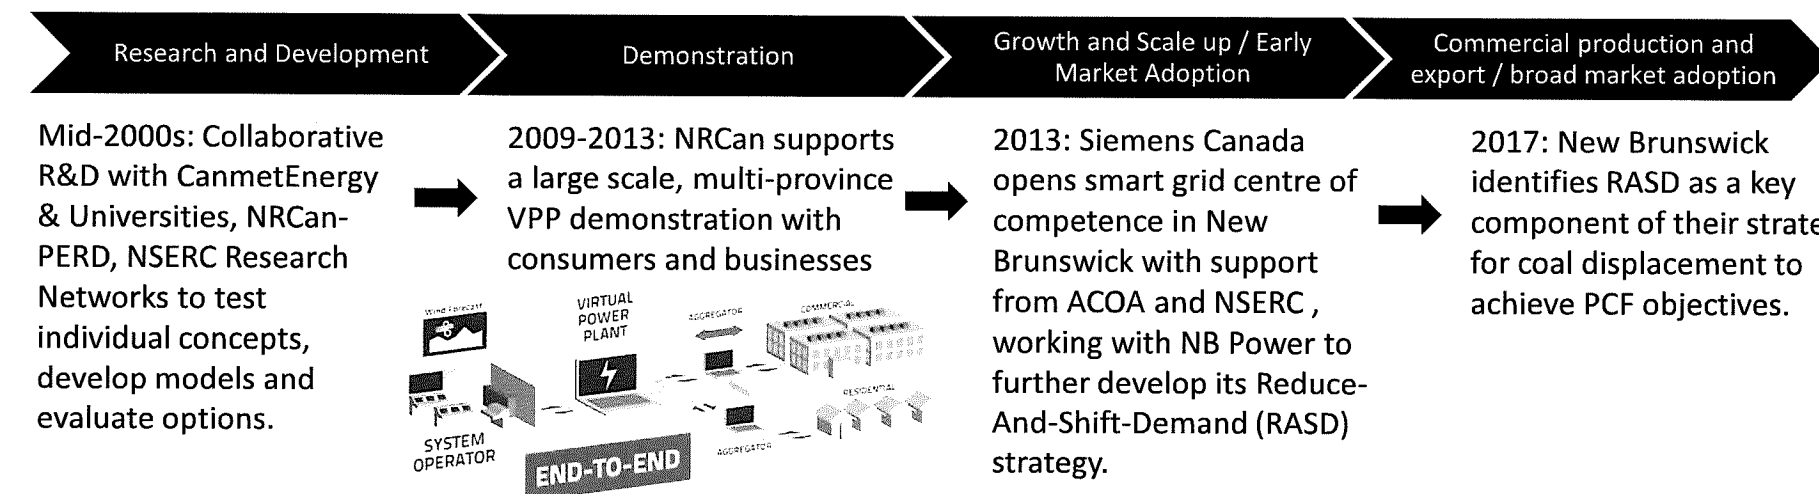 Research and Development
Demonstration
Growth and Scale up / Early
Market Adoption
Commercial production and
export / broad market adoption
Mid-2000s: Collaborative
R&D with CanmetEnergy
& Universities, NRCan-
PERD, NSERC Research
Networks to test
individual concepts,
develop models and
evaluate options.
2009-2013: NRCan supports
a large scale, multi-province
VPP demonstration with
consumers and businesses
Wind Forecast
VIRTUAL
POWER
PLANT
AGGREGATOR
COMMERCIAL
RESIDENTIAL
SYSTEM
OPERATOR
AGGREGATOR
END-TO-END
2013: Siemens Canada
opens smart grid centre of
competence in New
Brunswick with support
from ACOA and NSERC ,
working with NB Power to
further develop its Reduce-
And-Shift-Demand (RASD)
strategy.
2017: New Brunswick
identifies RASD as a key
component of their strate
for coal displacement to
achieve PCF objectives.